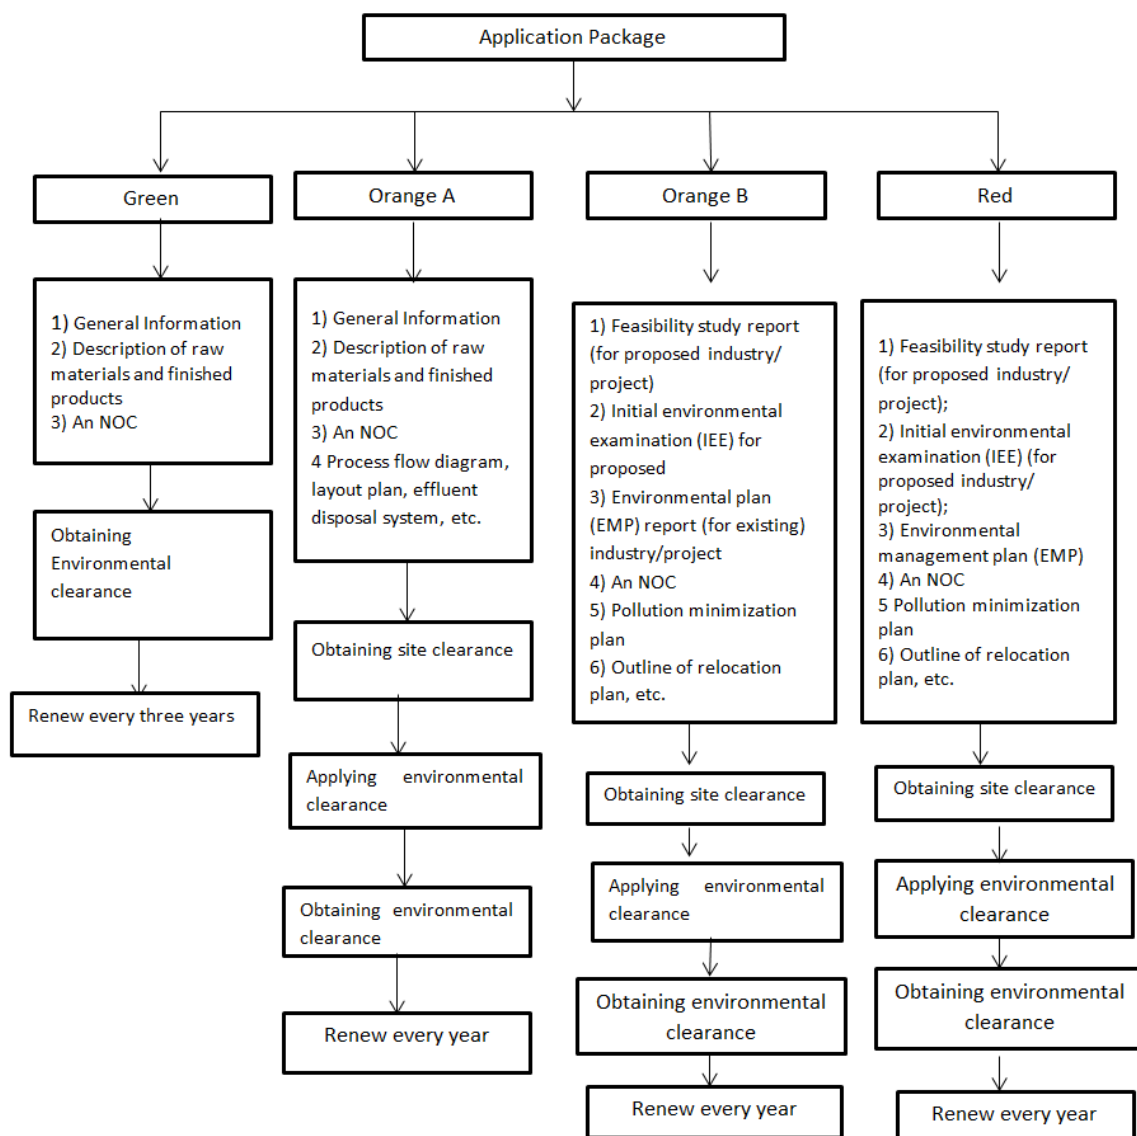 Application Package
Green
Orange A
Orange B
Red
1) General Information
2) Description of raw
materials and finished
products
3) An NOC
1) General Information
2) Description of raw
materials and finished
products
3) An NOC
4 Process flow diagram,
layout plan, effluent
disposal system, etc.
1) Feasibility study report
(for proposed industry/
project)
2) Initial environmental
examination (IEE) for
proposed
3) Environmental plan
(EMP) report (for existing)
industry/project
4) An NOC
5) Pollution minimization
plan
6) Outline of relocation
plan, etc.
1) Feasibility study report
(for proposed industry/
project);
2) Initial environmental
examination (IEE) (for
proposed industry/
project);
3) Environmental
management plan (EMP)
4) An NOC
5 Pollution minimization
plan
6) Outline of relocation
plan, etc.
Obtaining
Environmental
clearance
Renew every three years
Obtaining site clearance
Applying environmental
clearance
Obtaining environmental
clearance
Renew every year
Obtaining site clearance
Applying environmental
clearance
Obtaining environmental
clearance
Renew every year
Obtaining site clearance
Applying environmental
clearance
Obtaining environmental
clearance
Renew every year